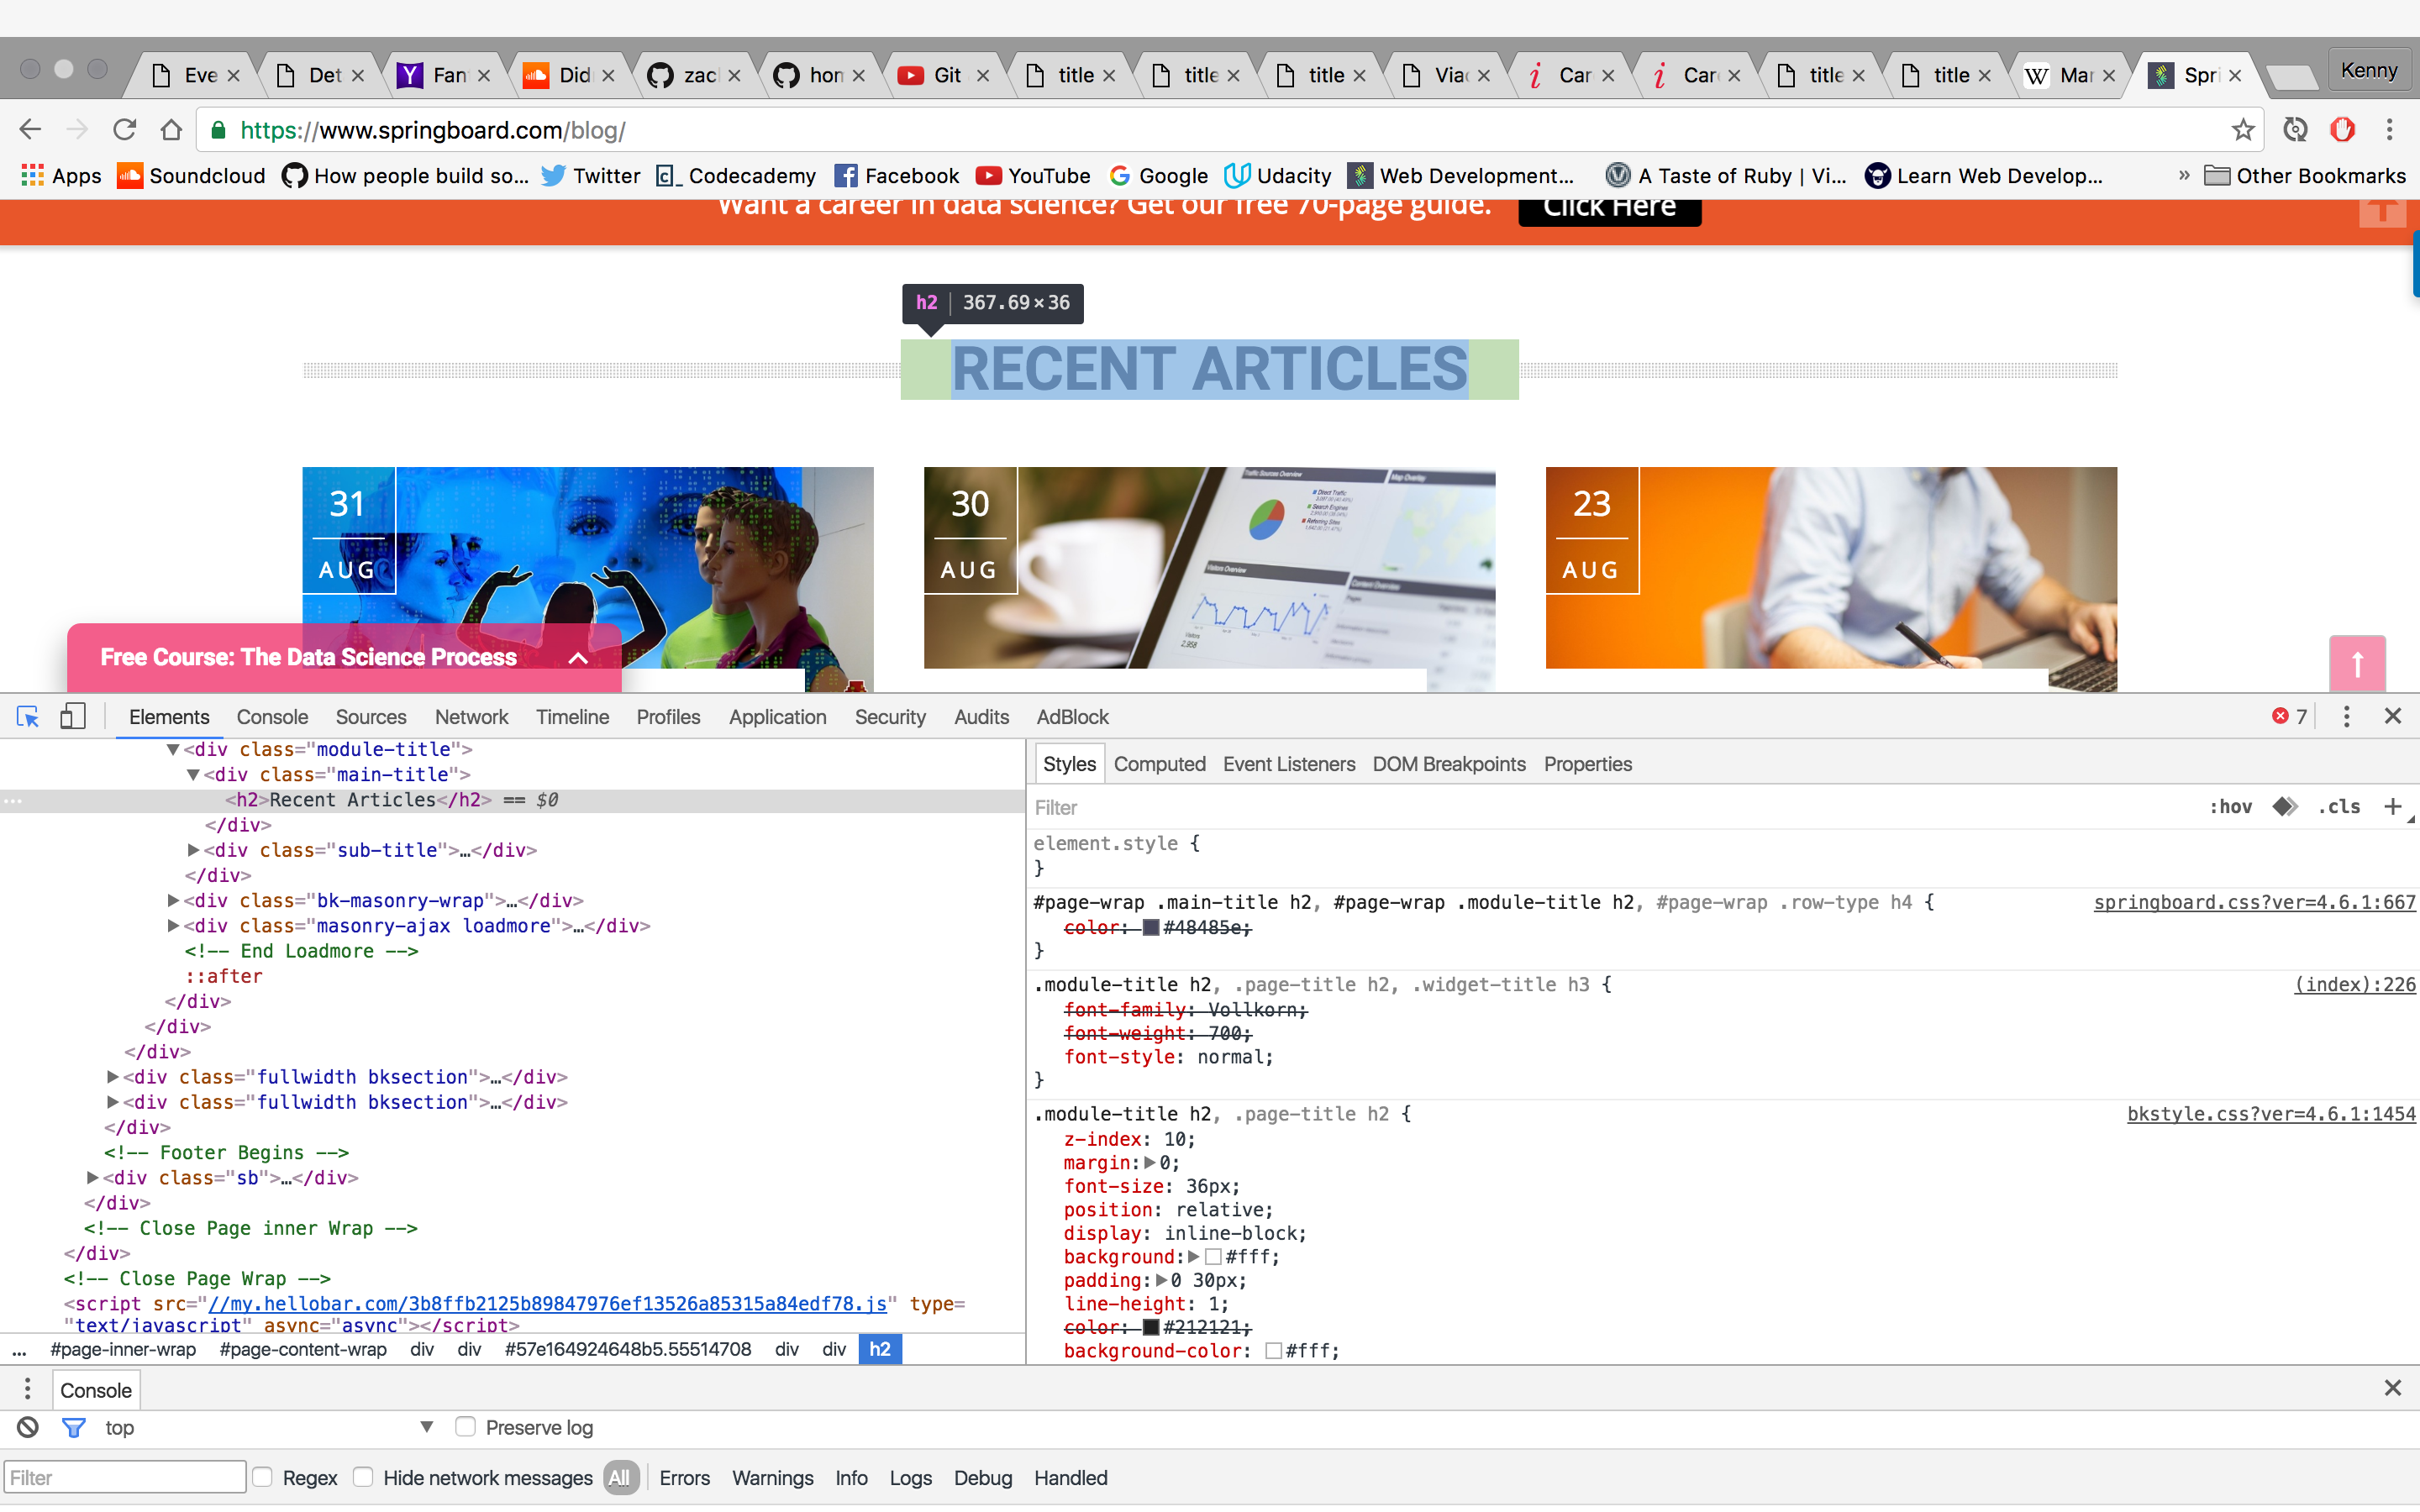 Eve Det Fan Did zac hom Git title title title Viac Car Car title title Mar Spri Kenny
https://www.springboard.com/blog/
Apps Soundcloud How people build so... Twitter Codecademy Facebook YouTube Google Udacity Web Development... A Taste of Ruby | Vi... Learn Web Develop... » Other Bookmarks
Want a career in data science? Get our free 70-page guide. Click Here
h2 367.69×36
RECENT ARTICLES
31 AUG
30 AUG
23 AUG
Free Course: The Data Science Process
Elements Console Sources Network Timeline Profiles Application Security Audits AdBlock 7
<div class="module-title">
<div class="main-title">
<h2>Recent Articles</h2> == $0
</div>
<div class="sub-title">…</div>
</div>
<div class="bk-masonry-wrap">…</div>
<div class="masonry-ajax loadmore">…</div>
<!-- End Loadmore -->
::after
</div>
</div>
</div>
<div class="fullwidth bksection">…</div>
<div class="fullwidth bksection">…</div>
</div>
<!-- Footer Begins -->
<div class="sb">…</div>
</div>
<!-- Close Page inner Wrap -->
</div>
<!-- Close Page Wrap -->
<script src="//my.hellobar.com/3b8ffb2125b89847976ef13526a85315a84edf78.js" type=
"text/javascript" async="async"></script>
... #page-inner-wrap #page-content-wrap div div #57e164924648b5.55514708 div div h2
Styles Computed Event Listeners DOM Breakpoints Properties
Filter :hov .cls +
element.style {
}
#page-wrap .main-title h2, #page-wrap .module-title h2, #page-wrap .row-type h4 { springboard.css?ver=4.6.1:667
color: #48485e;
}
.module-title h2, .page-title h2, .widget-title h3 { (index):226
font-family: Vollkorn;
font-weight: 700;
font-style: normal;
}
.module-title h2, .page-title h2 { bkstyle.css?ver=4.6.1:1454
z-index: 10;
margin: 0;
font-size: 36px;
position: relative;
display: inline-block;
background: #fff;
padding: 0 30px;
line-height: 1;
color: #212121;
background-color: #fff;
Console
top Preserve log
Filter Regex Hide network messages All Errors Warnings Info Logs Debug Handled